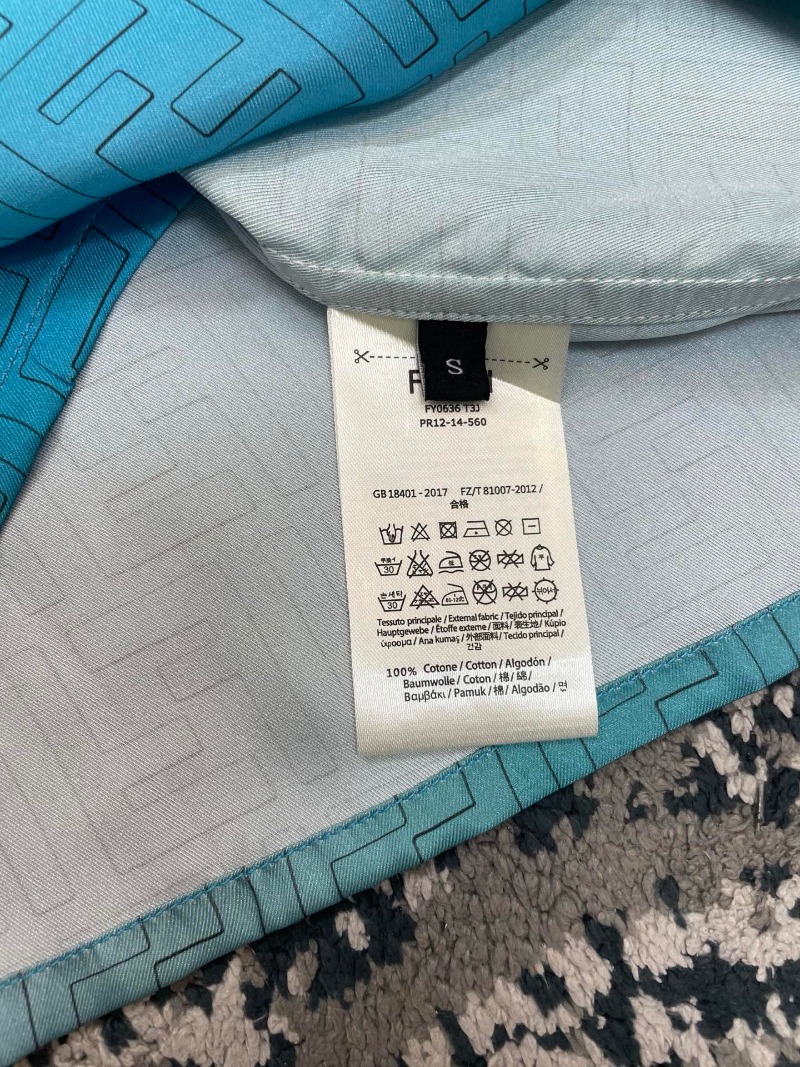 S
FY0636 T3J
PR12-14-560
GB 18401 - 2017 FZ/T 81007-2012 /
合格
30
30
Tessuto principale / External fabric / Tejido principal /
Hauptgewebe / Étoffe externe / 面料 / 表生地 / Κύριο
ύφασμα / Ana kumaş / 外部面料 / Tecido principal /
겉감
100% Cotone / Cotton / Algodón /
Baumwolle / Coton / 棉 / 綿 /
Βαμβάκι / Pamuk / 棉 / Algodão / 면